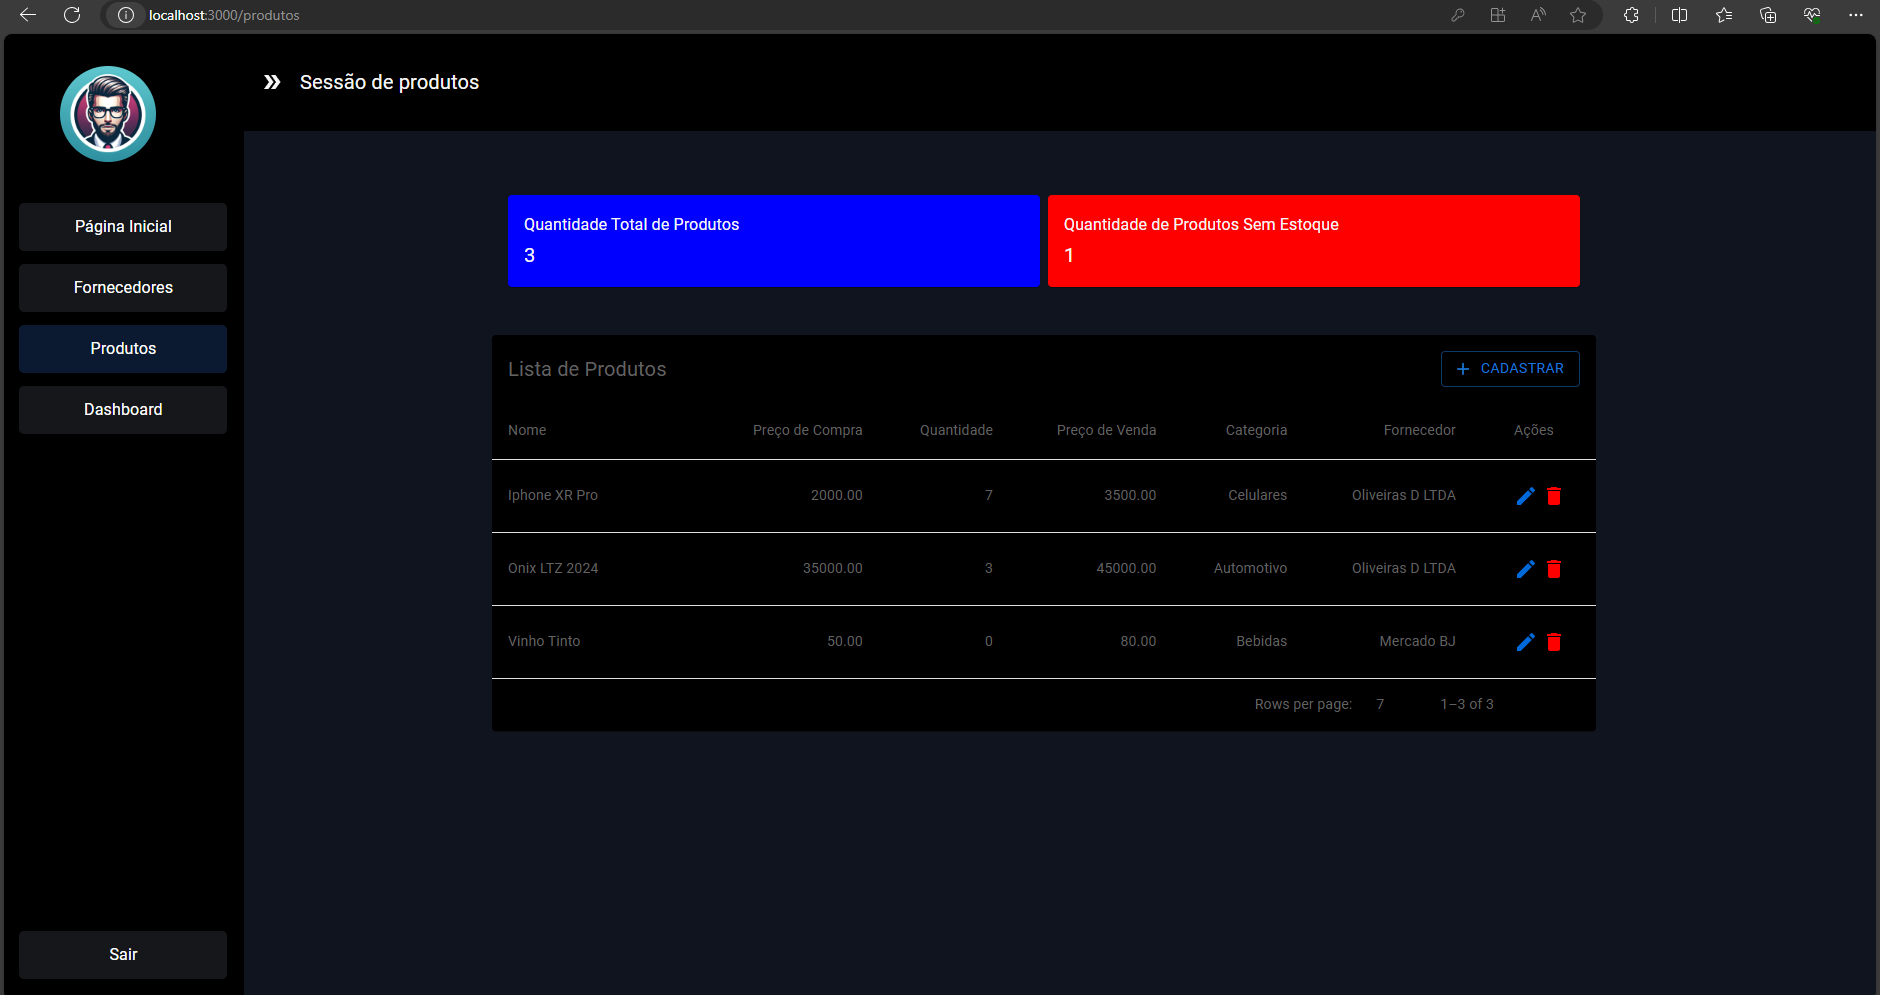 localhost:3000/produtos
Sessão de produtos
Página Inicial
Fornecedores
Produtos
Dashboard
Sair
Quantidade Total de Produtos
3
Quantidade de Produtos Sem Estoque
1
Lista de Produtos
CADASTRAR
Nome Preço de Compra Quantidade Preço de Venda Categoria Fornecedor Ações
Iphone XR Pro 2000.00 7 3500.00 Celulares Oliveiras D LTDA
Onix LTZ 2024 35000.00 3 45000.00 Automotivo Oliveiras D LTDA
Vinho Tinto 50.00 0 80.00 Bebidas Mercado BJ
Rows per page: 7 1–3 of 3